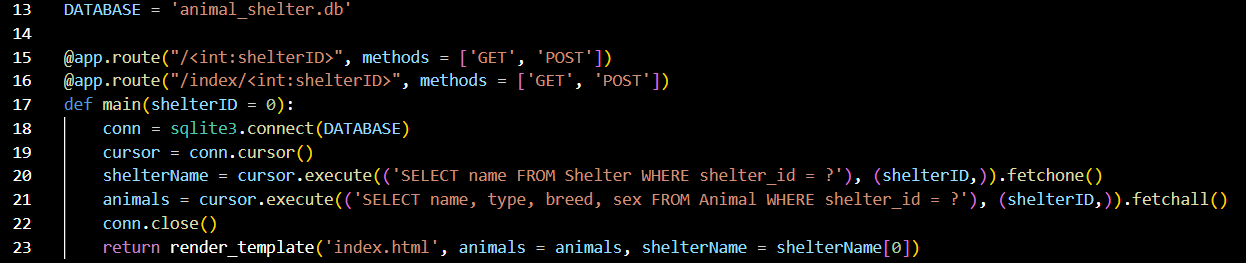 13 DATABASE = 'animal_shelter.db'
14
15 @app.route("/<int:shelterID>", methods = ['GET', 'POST'])
16 @app.route("/index/<int:shelterID>", methods = ['GET', 'POST'])
17 def main(shelterID = 0):
18     conn = sqlite3.connect(DATABASE)
19     cursor = conn.cursor()
20     shelterName = cursor.execute(('SELECT name FROM Shelter WHERE shelter_id = ?'), (shelterID,)).fetchone()
21     animals = cursor.execute(('SELECT name, type, breed, sex FROM Animal WHERE shelter_id = ?'), (shelterID,)).fetchall()
22     conn.close()
23     return render_template('index.html', animals = animals, shelterName = shelterName[0])